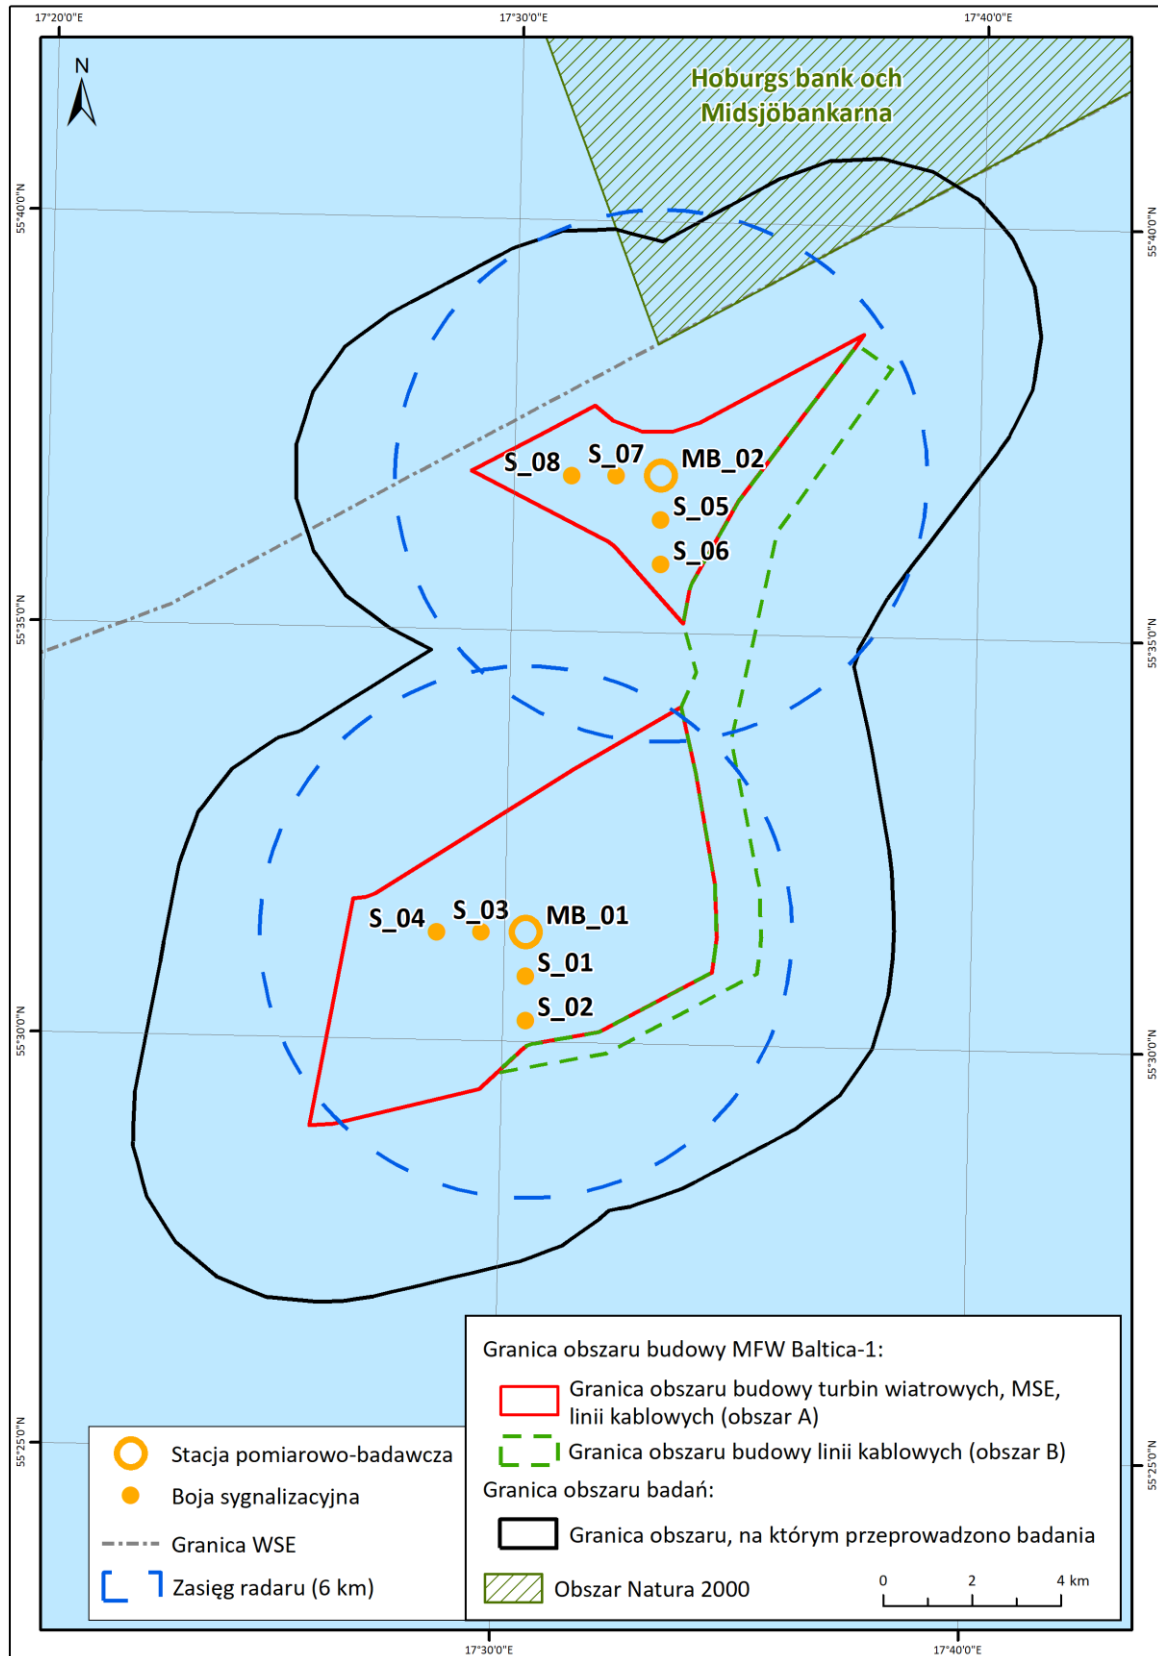 17°20'0"E
17°30'0"E
17°40'0"E
N
Hoburgs bank och
Midsjöbankarna
55°40'0"N
55°40'0"N
S_08
S_07
MB_02
S_05
S_06
55°35'0"N
55°35'0"N
S_04
S_03
MB_01
S_01
S_02
55°30'0"N
55°30'0"N
55°25'0"N
55°25'0"N
Stacja pomiarowo-badawcza
Boja sygnalizacyjna
Granica WSE
Zasięg radaru (6 km)
Granica obszaru budowy MFW Baltica-1:
Granica obszaru budowy turbin wiatrowych, MSE,
linii kablowych (obszar A)
Granica obszaru budowy linii kablowych (obszar B)
Granica obszaru badań:
Granica obszaru, na którym przeprowadzono badania
Obszar Natura 2000
0 2 4 km
17°30'0"E
17°40'0"E